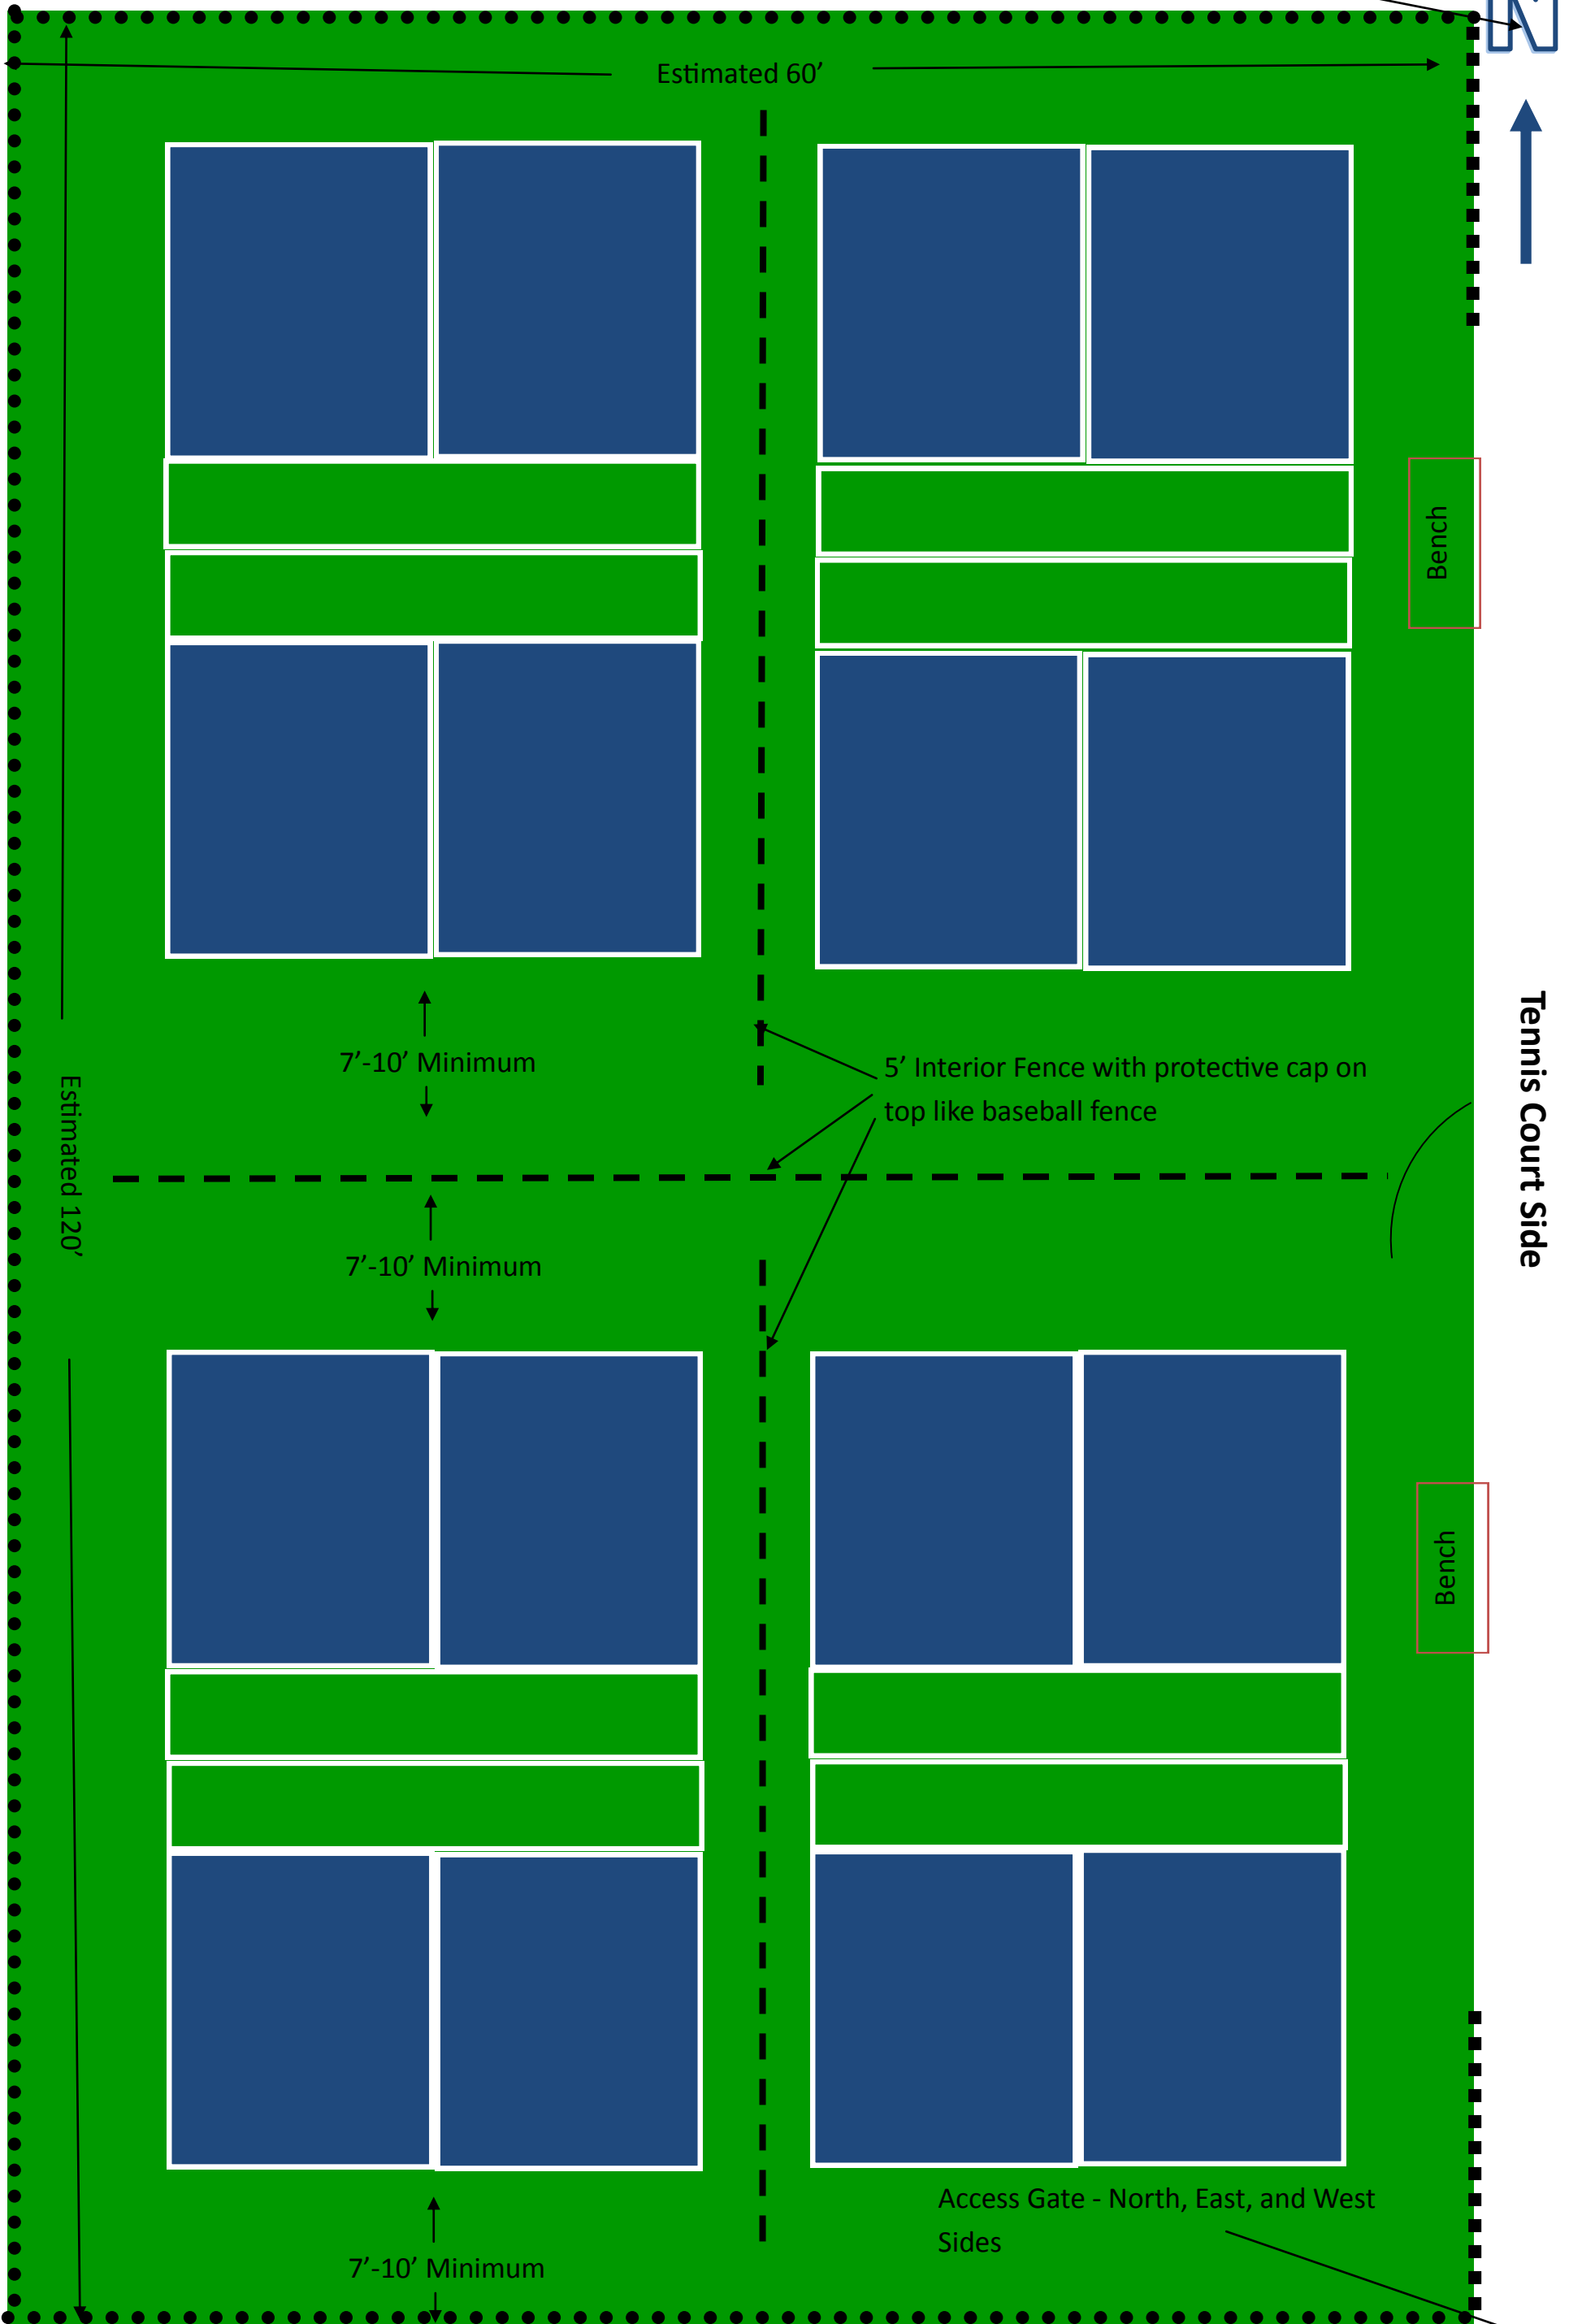 N
Estimated 60’
Bench
Tennis Court Side
7’-10’ Minimum
5’ Interior Fence with protective cap on
top like baseball fence
Estimated 120’
7’-10’ Minimum
Bench
Access Gate - North, East, and West
Sides
7’-10’ Minimum